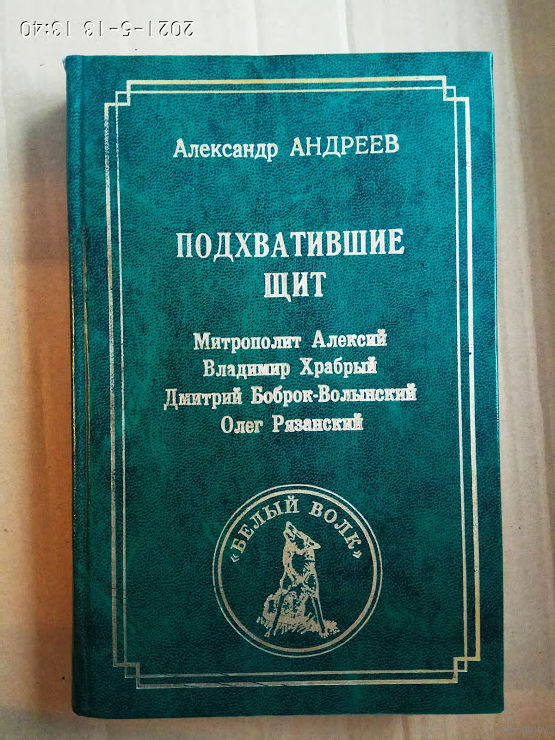 2021-5-13 13:40
Александр АНДРЕЕВ
ПОДХВАТИВШИЕ
ЩИТ
Митрополит Алексий
Владимир Храбрый
Дмитрий Боброк-Волынский
Олег Рязанский
«БЕЛЫЙ ВОЛК»